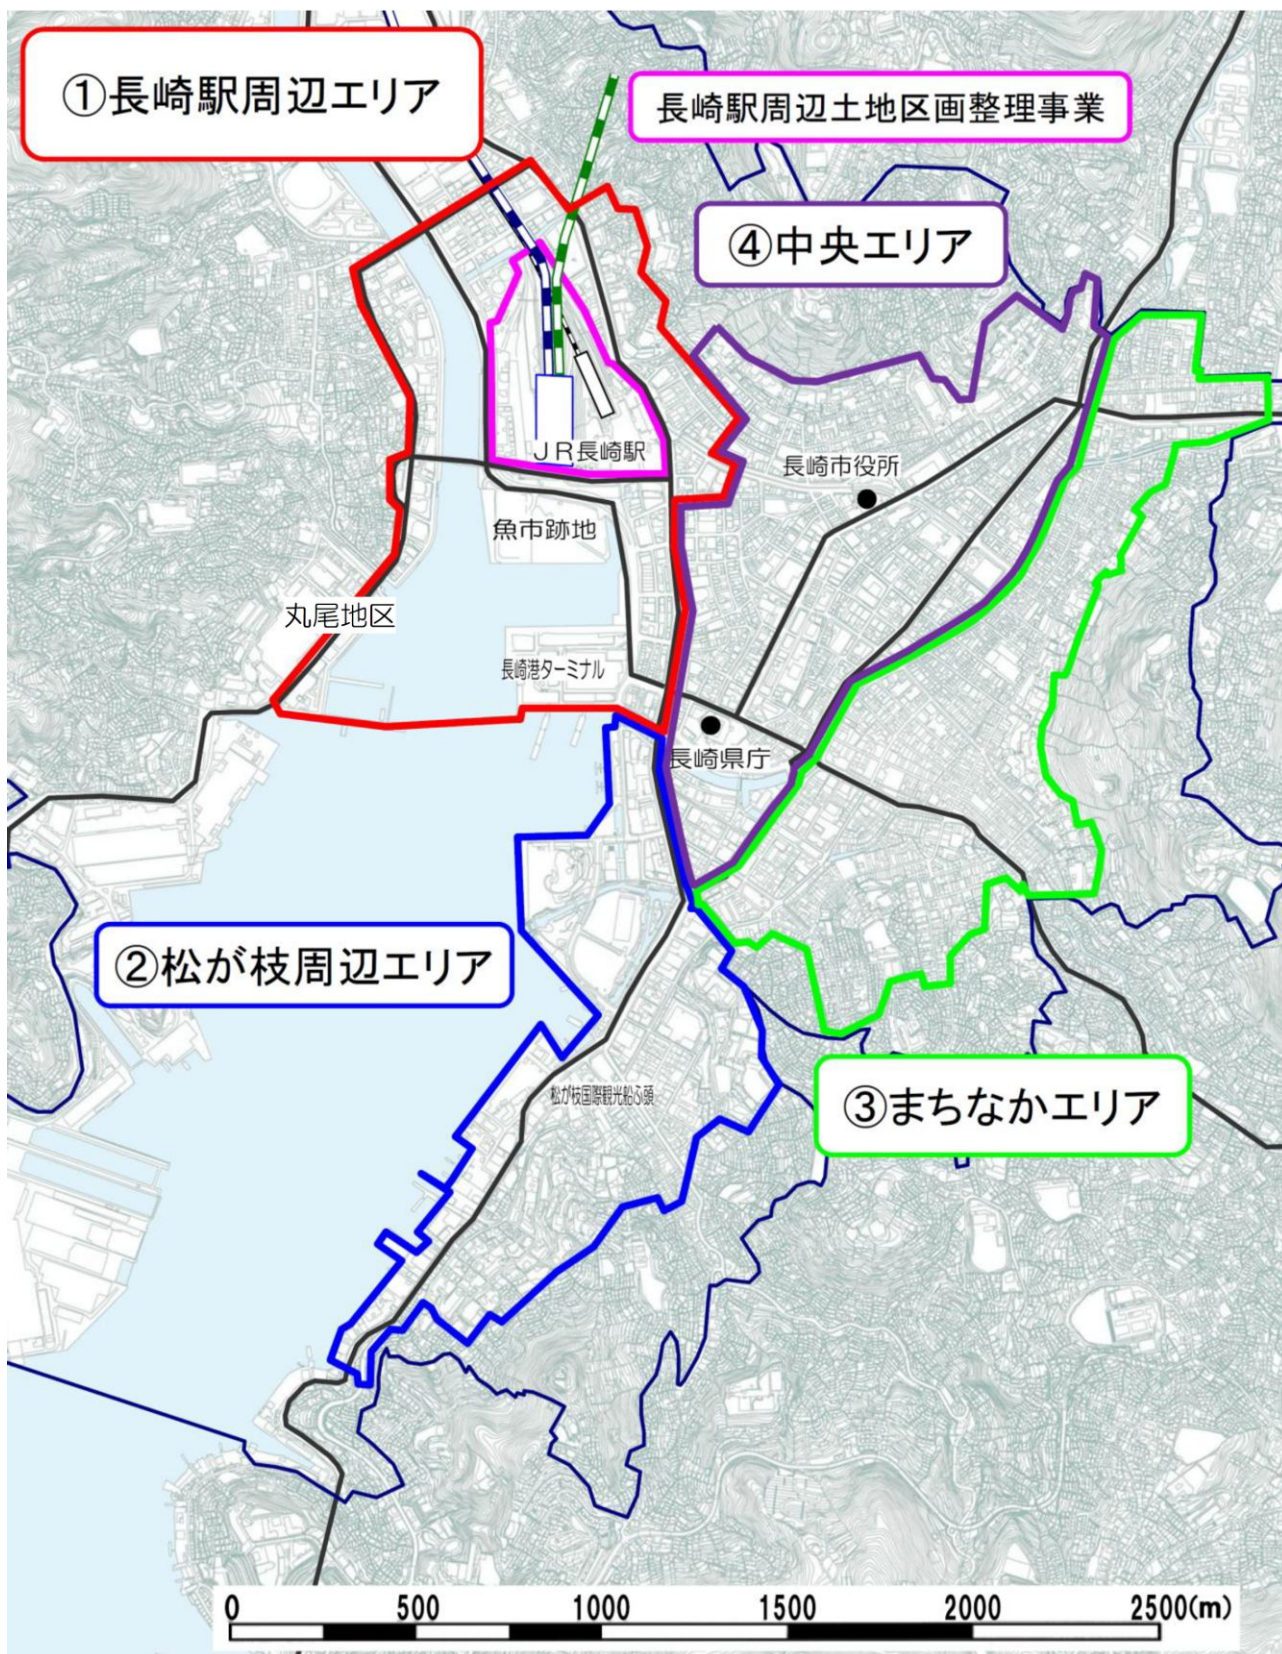 ①長崎駅周辺エリア
長崎駅周辺土地区画整理事業
④中央エリア
JR長崎駅
長崎市役所
魚市跡地
丸尾地区
長崎港ターミナル
長崎県庁
②松が枝周辺エリア
松が枝国際観光船ふ頭
③まちなかエリア
0 500 1000 1500 2000 2500(m)